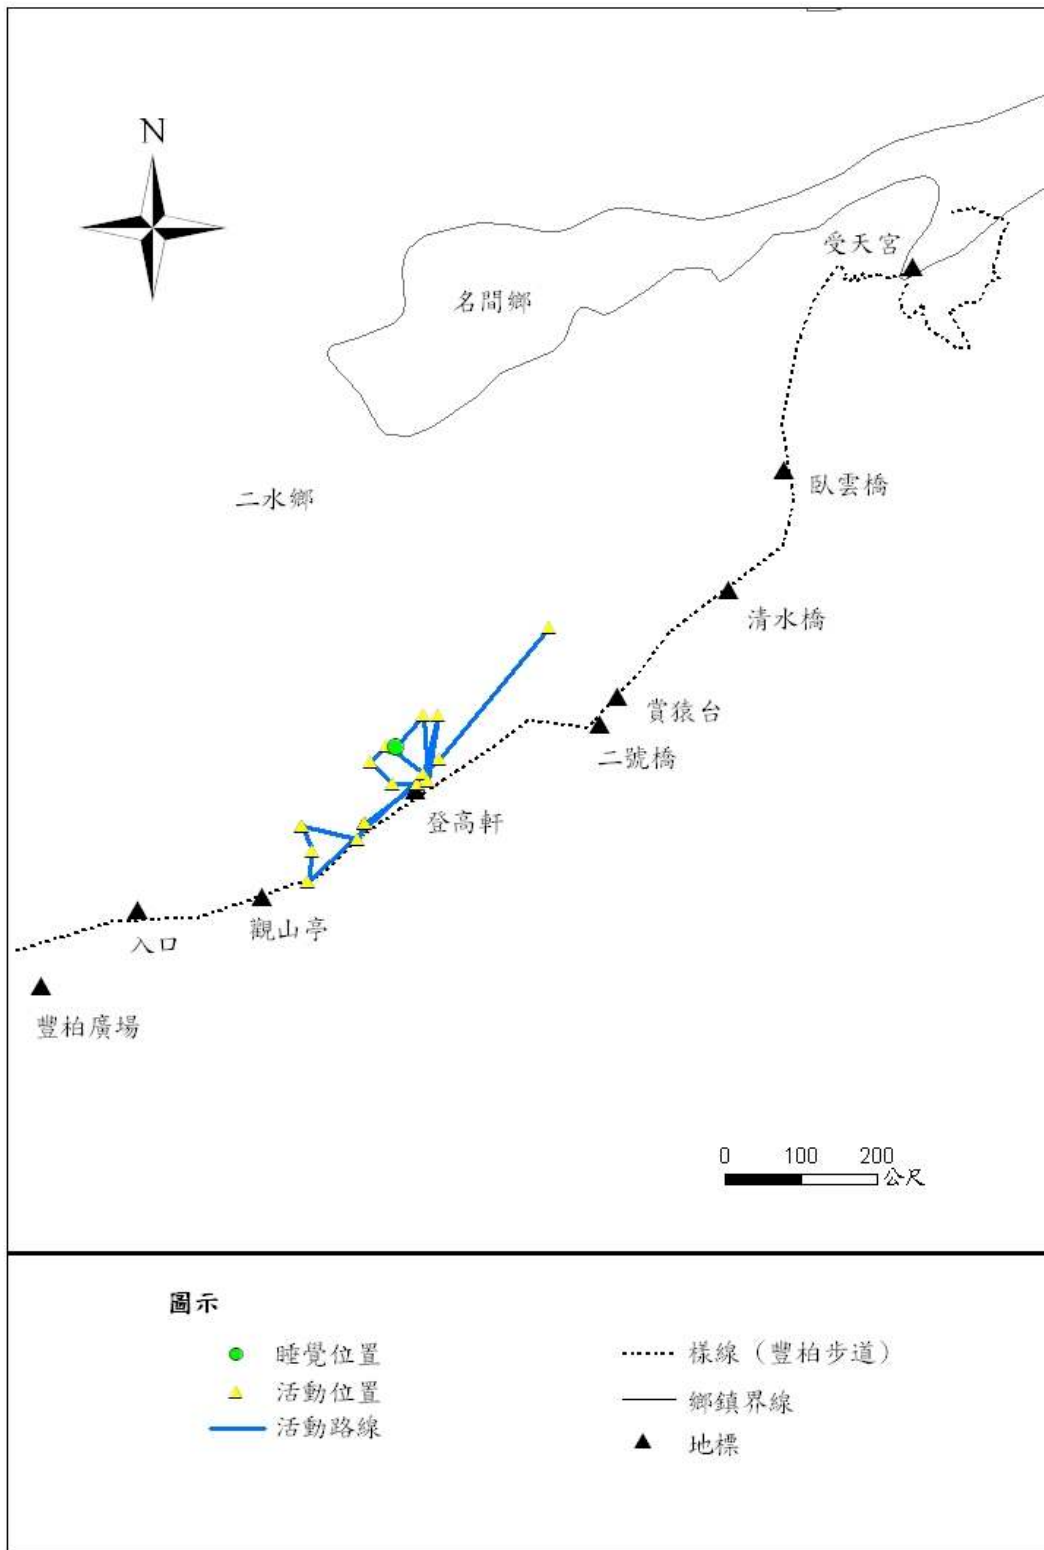 N
受天宮
名間鄉
臥雲橋
二水鄉
清水橋
賞猿台
二號橋
登高軒
觀山亭
入口
豐柏廣場
0 100 200
公尺
圖示
睡覺位置
活動位置
活動路線
樣線（豐柏步道）
鄉鎮界線
地標